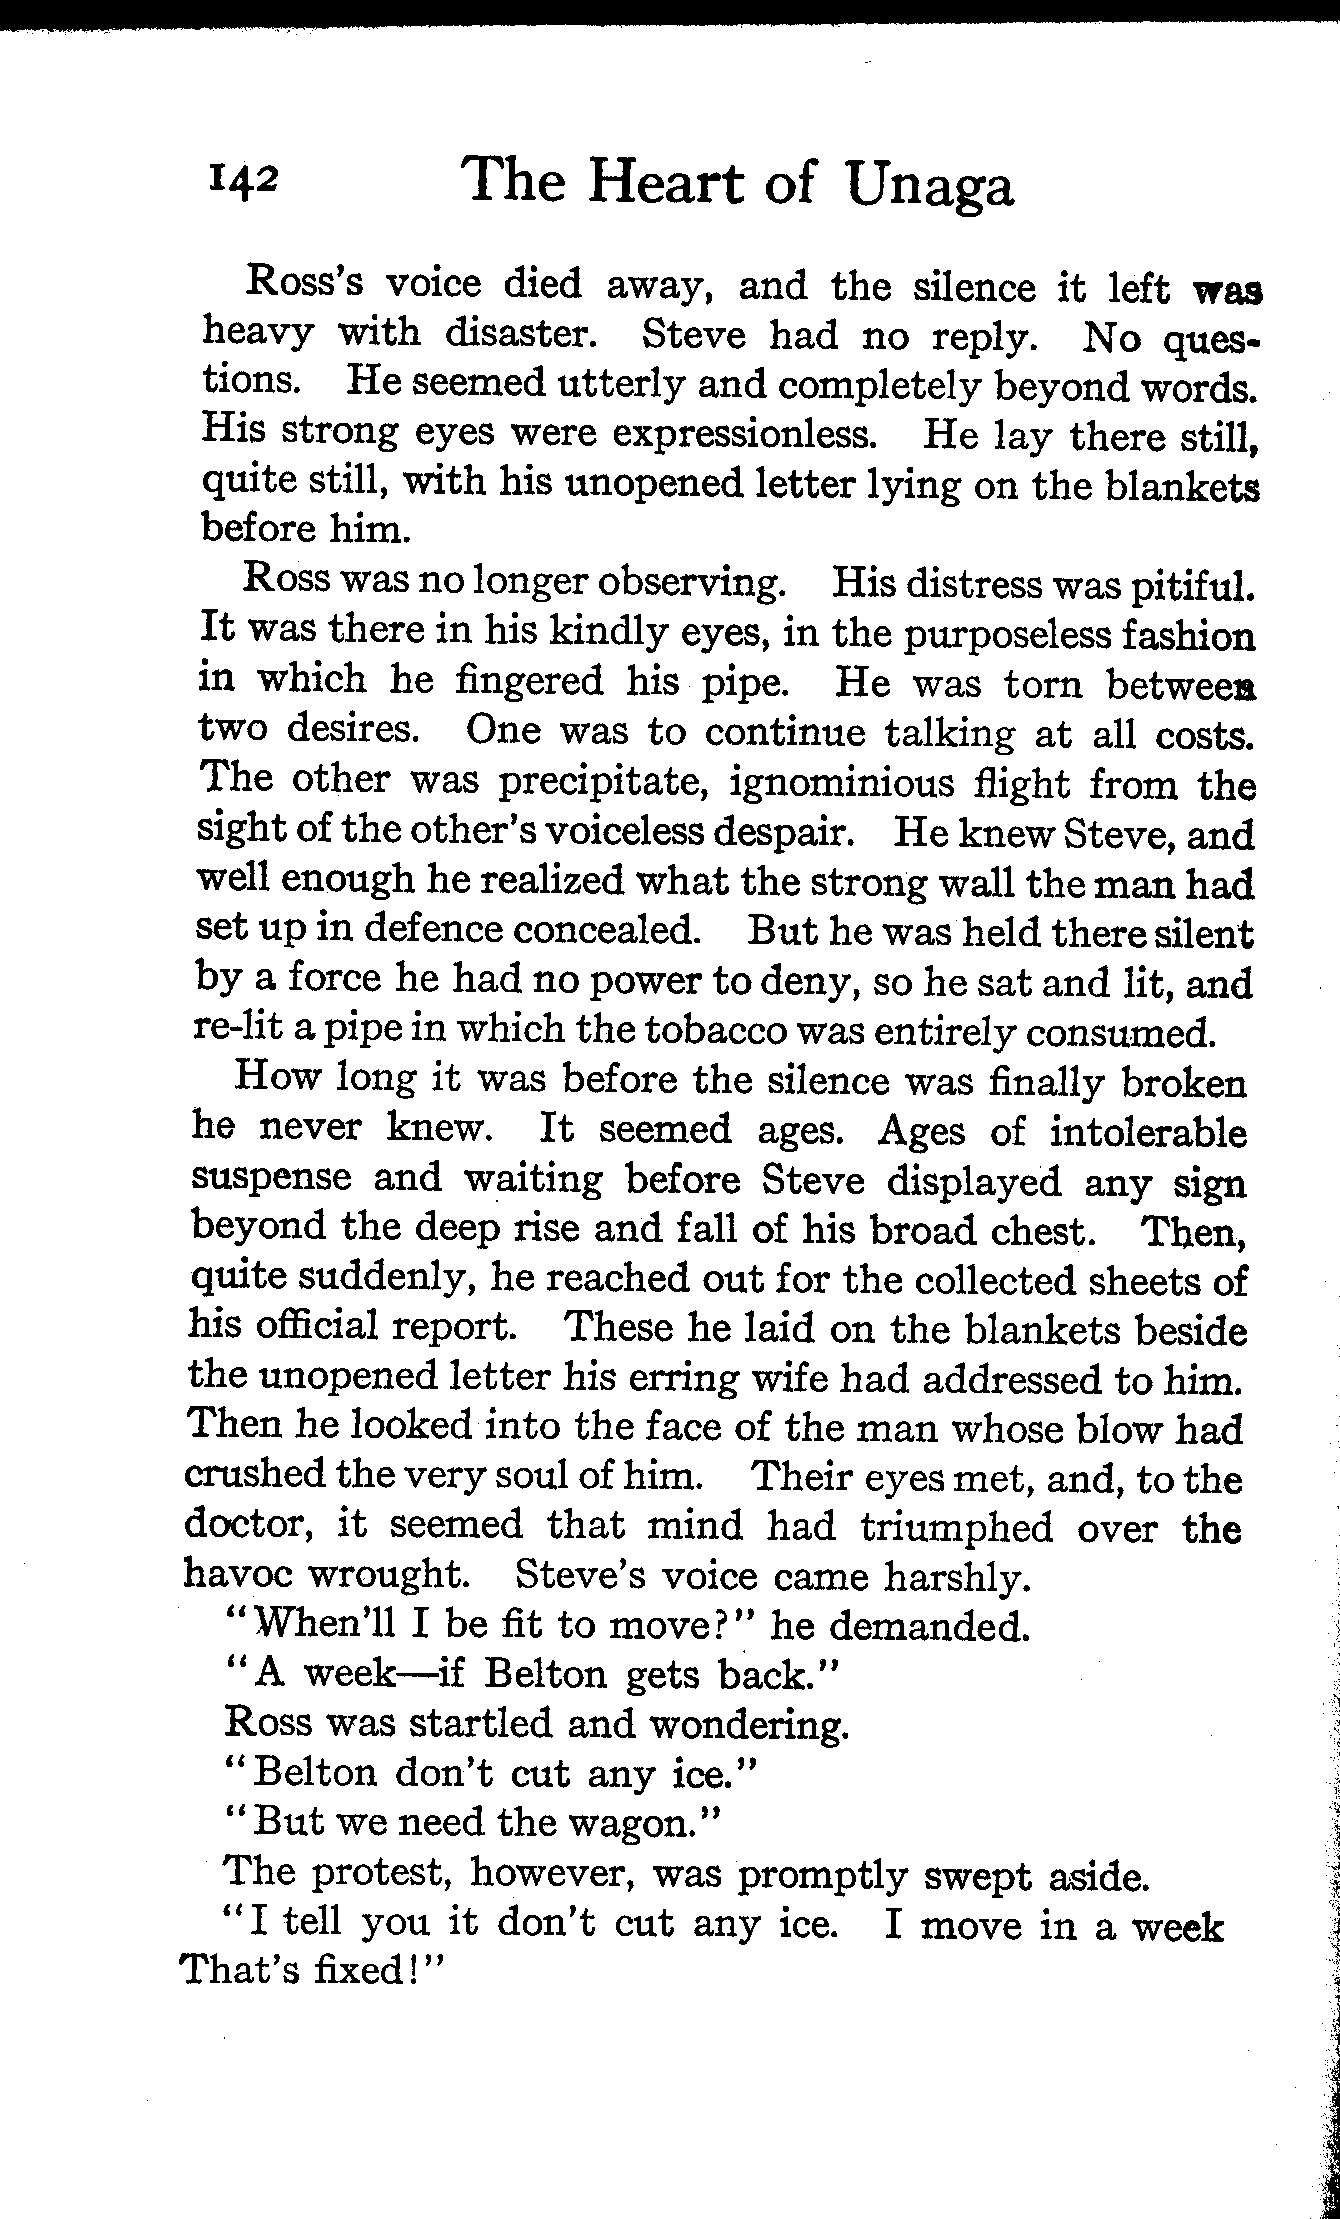 142 The Heart of Unaga
Ross's voice died away, and the silence it left was
heavy with disaster. Steve had no reply. No ques-
tions. He seemed utterly and completely beyond words.
His strong eyes were expressionless. He lay there still,
quite still, with his unopened letter lying on the blankets
before him.
Ross was no longer observing. His distress was pitiful.
It was there in his kindly eyes, in the purposeless fashion
in which he fingered his pipe. He was torn between
two desires. One was to continue talking at all costs.
The other was precipitate, ignominious flight from the
sight of the other's voiceless despair. He knew Steve, and
well enough he realized what the strong wall the man had
set up in defence concealed. But he was held there silent
by a force he had no power to deny, so he sat and lit, and
re-lit a pipe in which the tobacco was entirely consumed.
How long it was before the silence was finally broken
he never knew. It seemed ages. Ages of intolerable
suspense and waiting before Steve displayed any sign
beyond the deep rise and fall of his broad chest. Then,
quite suddenly, he reached out for the collected sheets of
his official report. These he laid on the blankets beside
the unopened letter his erring wife had addressed to him.
Then he looked into the face of the man whose blow had
crushed the very soul of him. Their eyes met, and, to the
doctor, it seemed that mind had triumphed over the
havoc wrought. Steve's voice came harshly.
"When'll I be fit to move?" he demanded.
"A week—if Belton gets back."
Ross was startled and wondering.
"Belton don't cut any ice."
"But we need the wagon."
The protest, however, was promptly swept aside.
"I tell you it don't cut any ice. I move in a week
That's fixed!"